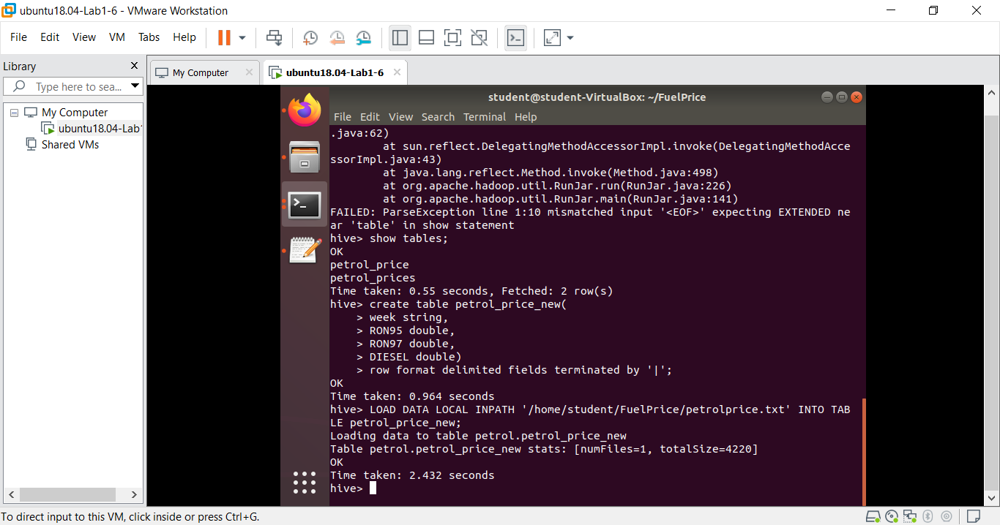 ubuntu18.04-Lab1-6 - VMware Workstation
File Edit View VM Tabs Help
Library
My Computer
ubuntu18.04-Lab1-6
Type here to sea...
My Computer
ubuntu18.04-Lab1
Shared VMs
student@student-VirtualBox: ~/FuelPrice
File Edit View Search Terminal Help
.java:62)
at sun.reflect.DelegatingMethodAccessorImpl.invoke(DelegatingMethodAcce
ssorImpl.java:43)
at java.lang.reflect.Method.invoke(Method.java:498)
at org.apache.hadoop.util.RunJar.run(RunJar.java:226)
at org.apache.hadoop.util.RunJar.main(RunJar.java:141)
FAILED: ParseException line 1:10 mismatched input '<EOF>' expecting EXTENDED ne
ar 'table' in show statement
hive> show tables;
OK
petrol_price
petrol_prices
Time taken: 0.55 seconds, Fetched: 2 row(s)
hive> create table petrol_price_new(
> week string,
> RON95 double,
> RON97 double,
> DIESEL double)
> row format delimited fields terminated by '|';
OK
Time taken: 0.964 seconds
hive> LOAD DATA LOCAL INPATH '/home/student/FuelPrice/petrolprice.txt' INTO TAB
LE petrol_price_new;
Loading data to table petrol.petrol_price_new
Table petrol.petrol_price_new stats: [numFiles=1, totalSize=4220]
OK
Time taken: 2.432 seconds
hive>
To direct input to this VM, click inside or press Ctrl+G.